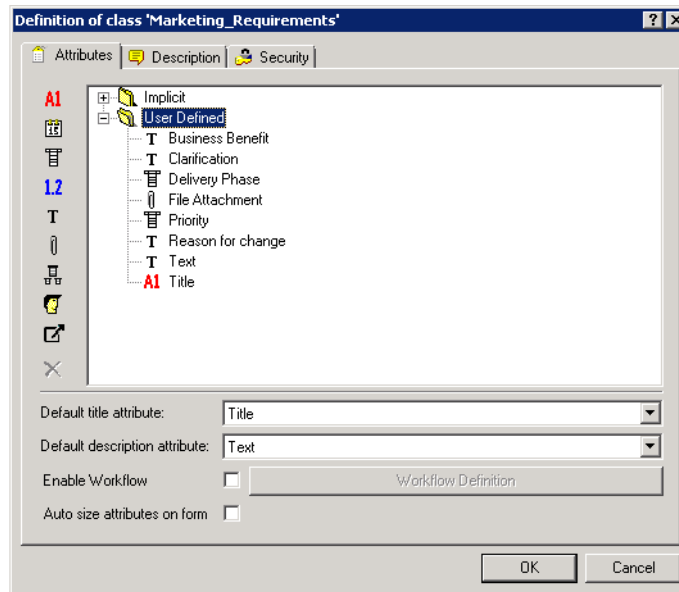 Definition of class 'Marketing_Requirements'
Attributes Description Security
A1
Implicit
15
User Defined
T Business Benefit
T Clarification
Delivery Phase
1.2
File Attachment
T
Priority
T Reason for change
T Text
A1 Title
Default title attribute: Title
Default description attribute: Text
Enable Workflow Workflow Definition
Auto size attributes on form
OK Cancel